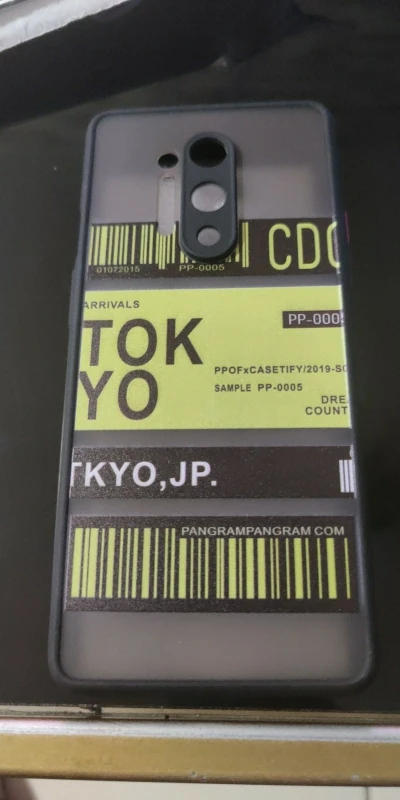 CDG
01072015 PP-0005
ARRIVALS
PP-0005
TOK
YO
PPOFxCASETIFY/2019-SC
SAMPLE PP-0005
DRE
COUNT
TKYO,JP.
PANGRAMPANGRAM COM